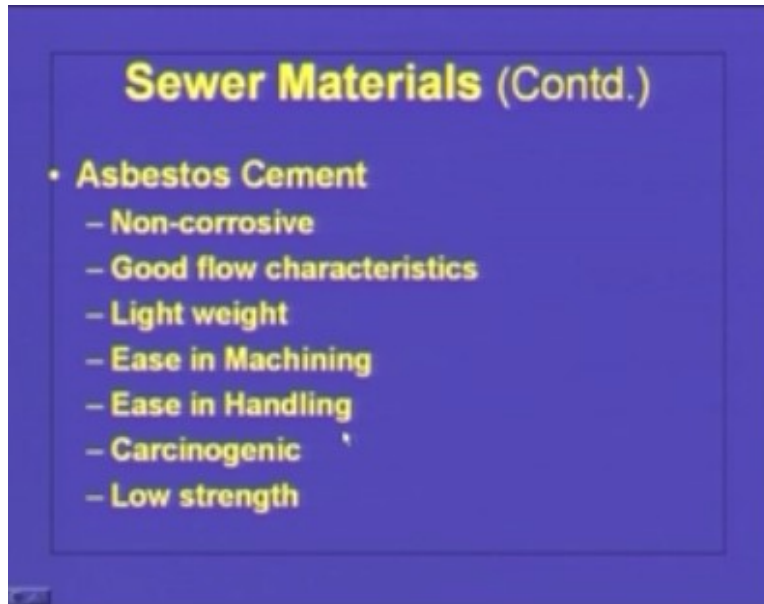 Sewer Materials (Contd.)
• Asbestos Cement
– Non-corrosive
– Good flow characteristics
– Light weight
– Ease in Machining
– Ease in Handling
– Carcinogenic
– Low strength